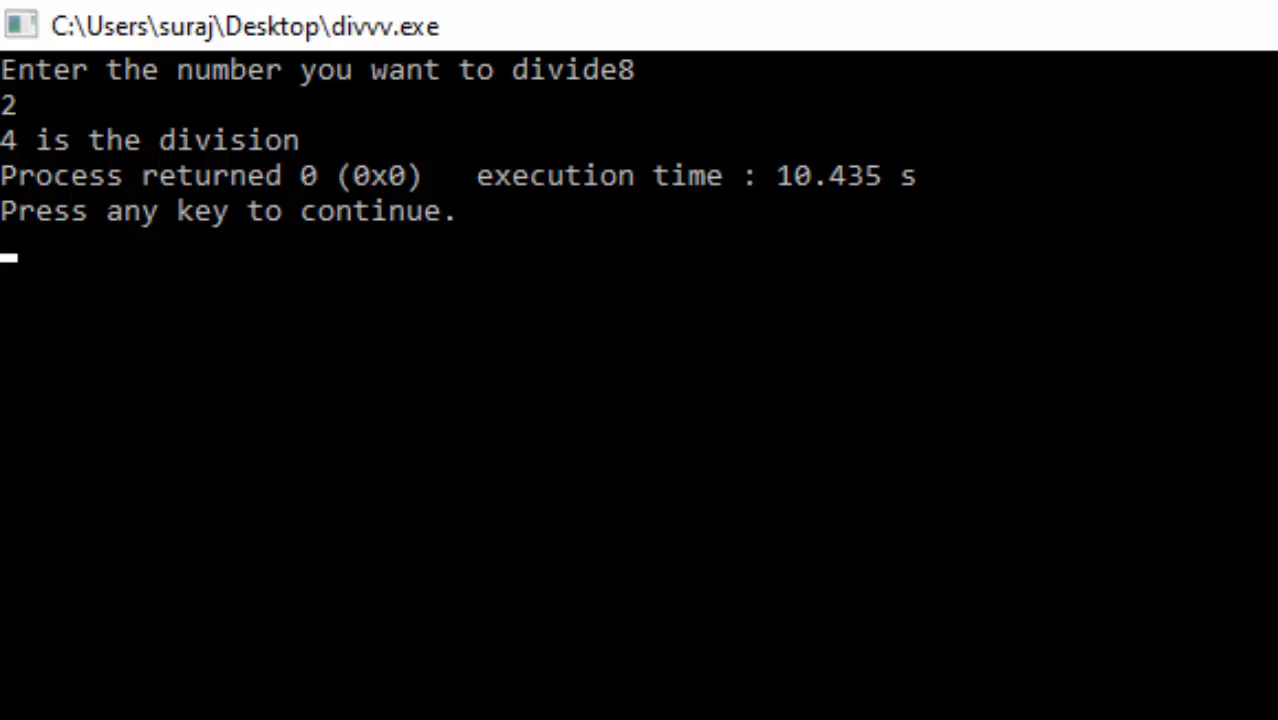 C:\Users\suraj\Desktop\divvv.exe
Enter the number you want to divide8
2
4 is the division
Process returned 0 (0x0)   execution time : 10.435 s
Press any key to continue.